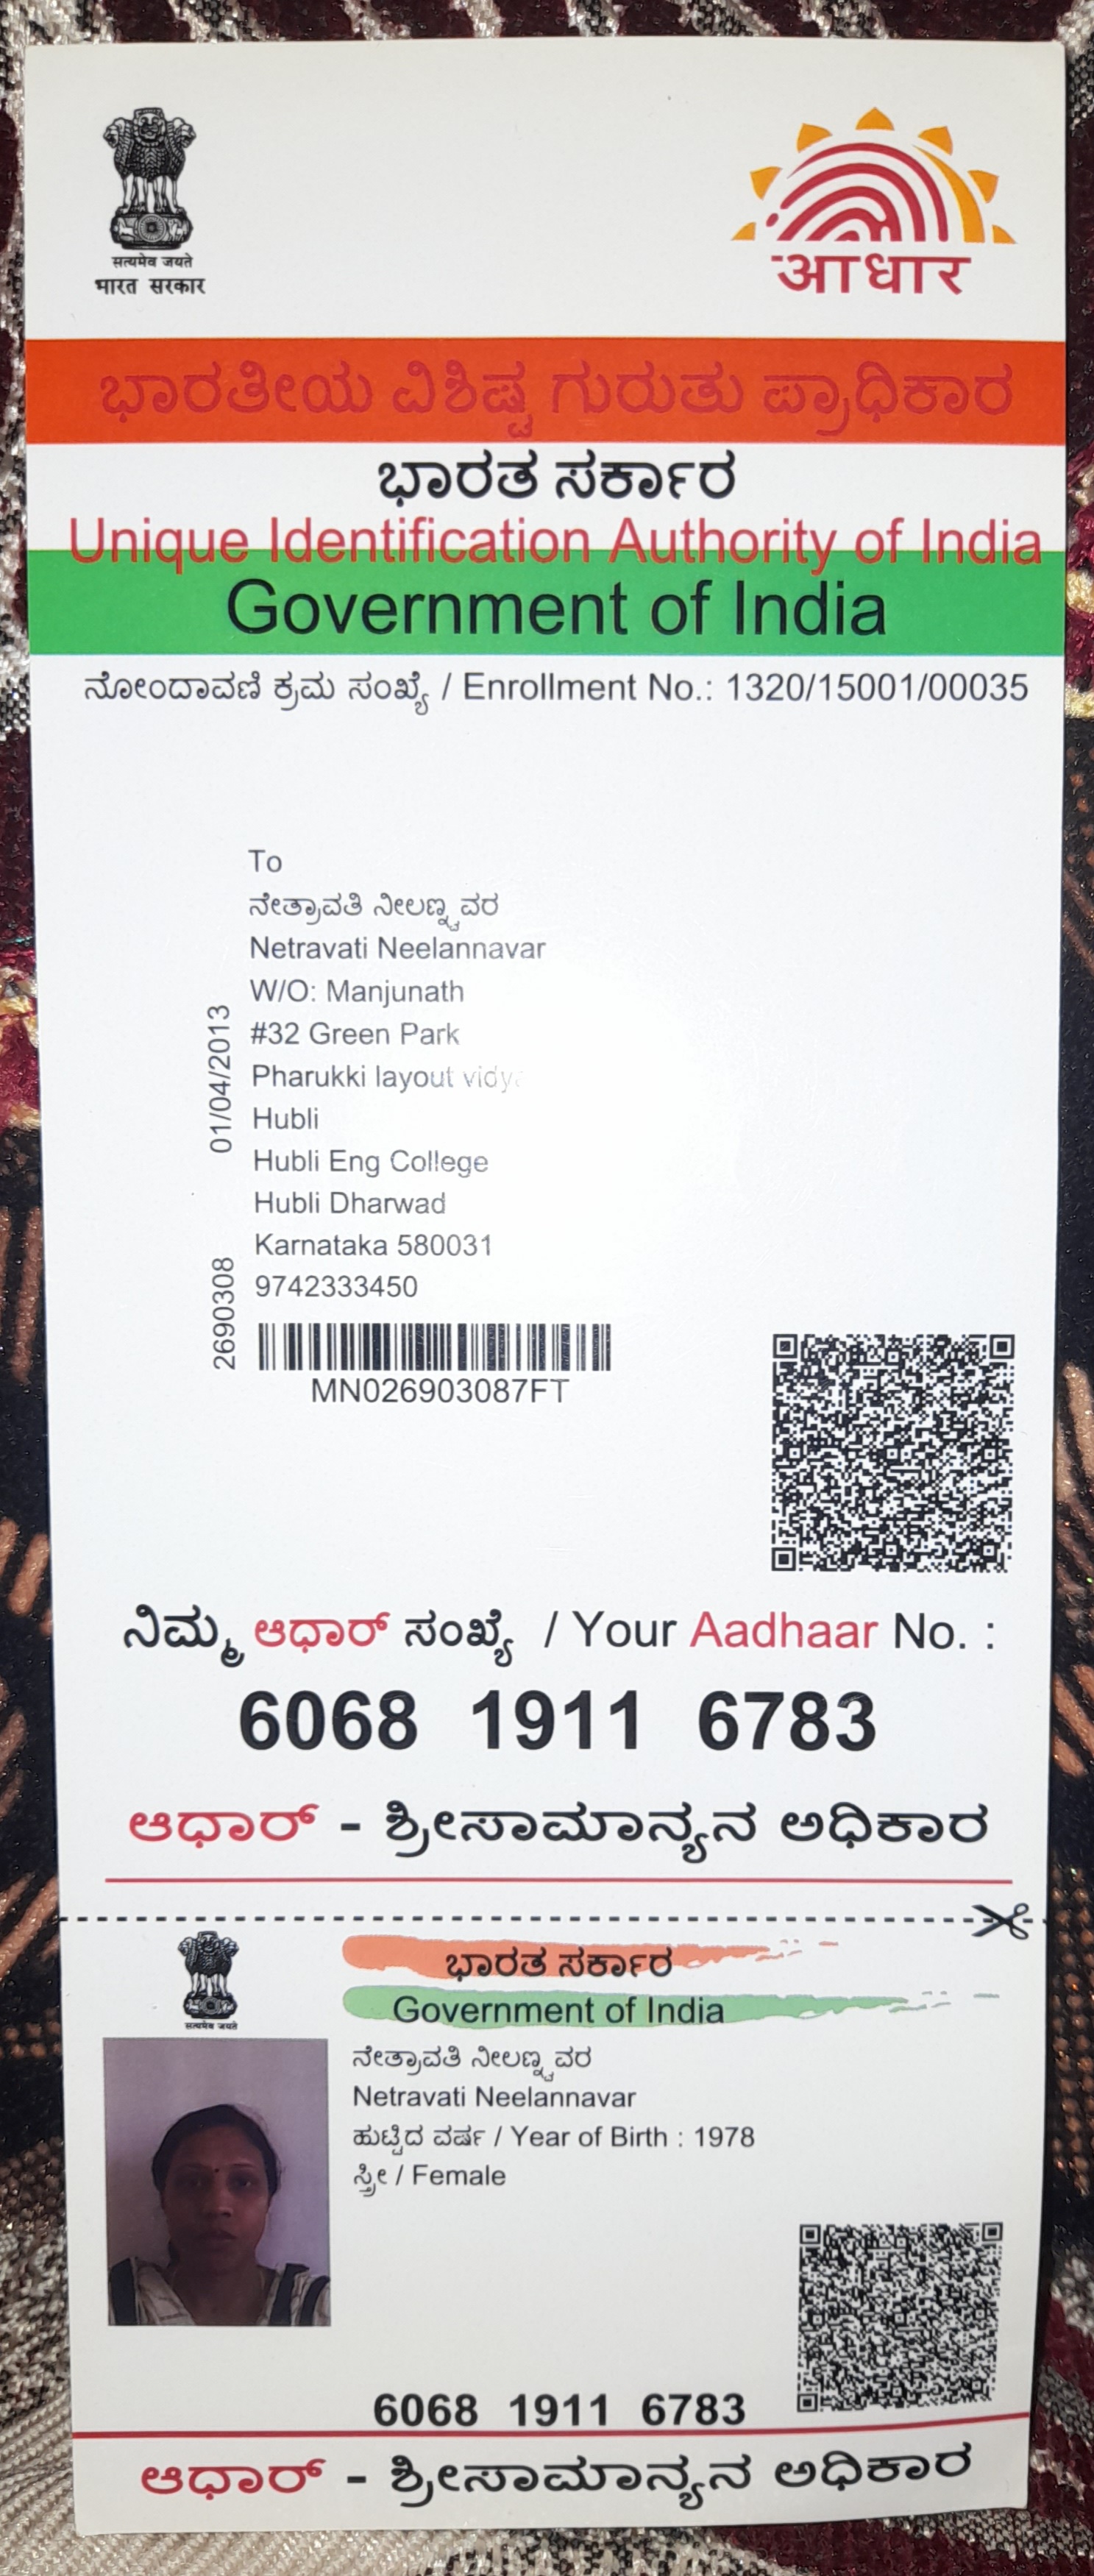 सत्यमेव जयते
भारत सरकार
आधार
ಭಾರತೀಯ ವಿಶಿಷ್ಟ ಗುರುತು ಪ್ರಾಧಿಕಾರ
ಭಾರತ ಸರ್ಕಾರ
Unique Identification Authority of India
Government of India
ನೋಂದಾವಣಿ ಕ್ರಮ ಸಂಖ್ಯೆ / Enrollment No.: 1320/15001/00035
To
ನೇತ್ರಾವತಿ ನೀಲಣ್ಣವರ
Netravati Neelannavar
W/O: Manjunath
#32 Green Park
Pharukki layout
Hubli
Hubli Eng College
Hubli Dharwad
Karnataka 580031
9742333450
01/04/2013
2690308
MN026903087FT
ನಿಮ್ಮ ಆಧಾರ್ ಸಂಖ್ಯೆ / Your Aadhaar No. :
6068 1911 6783
ಆಧಾರ್ - ಶ್ರೀಸಾಮಾನ್ಯನ ಅಧಿಕಾರ
सत्यमेव जयते
ಭಾರತ ಸರ್ಕಾರ
Government of India
ನೇತ್ರಾವತಿ ನೀಲಣ್ಣವರ
Netravati Neelannavar
ಹುಟ್ಟಿದ ವರ್ಷ / Year of Birth : 1978
ಸ್ತ್ರೀ / Female
6068 1911 6783
ಆಧಾರ್ - ಶ್ರೀಸಾಮಾನ್ಯನ ಅಧಿಕಾರ